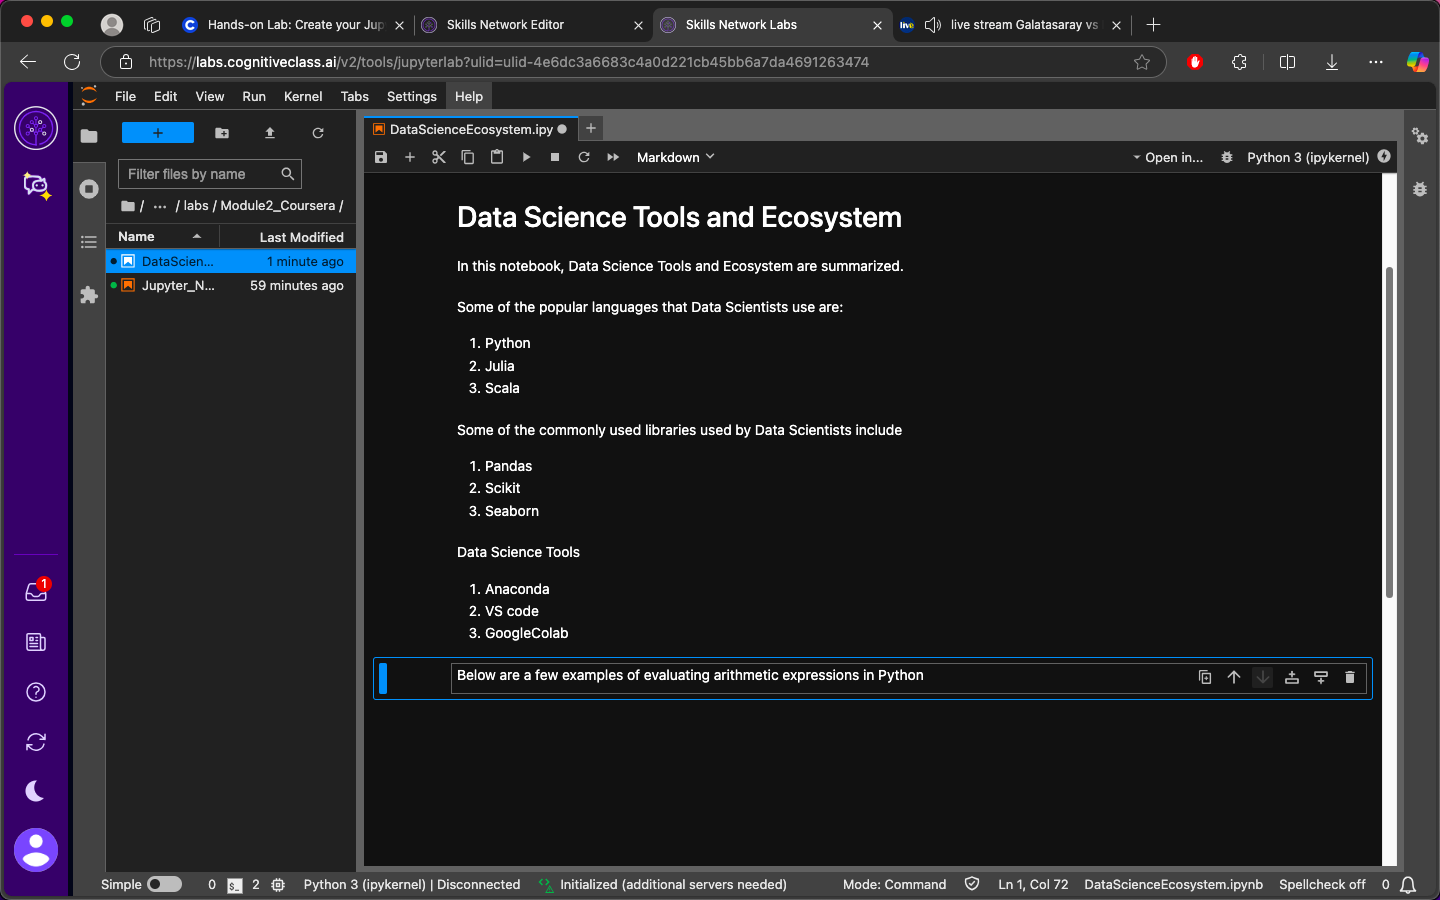 Hands-on Lab: Create your Jup
Skills Network Editor
Skills Network Labs
live
live stream Galatasaray vs
https://labs.cognitiveclass.ai/v2/tools/jupyterlab?ulid=ulid-4e6dc3a6683c4a0d221cb45bb6a7da4691263474
File Edit View Run Kernel Tabs Settings Help
DataScienceEcosystem.ipy
Markdown
Open in...
Python 3 (ipykernel)
Filter files by name
/ ... / labs / Module2_Coursera /
Name Last Modified
DataScien... 1 minute ago
Jupyter_N... 59 minutes ago
Data Science Tools and Ecosystem
In this notebook, Data Science Tools and Ecosystem are summarized.
Some of the popular languages that Data Scientists use are:
1. Python
2. Julia
3. Scala
Some of the commonly used libraries used by Data Scientists include
1. Pandas
2. Scikit
3. Seaborn
Data Science Tools
1. Anaconda
2. VS code
3. GoogleColab
Below are a few examples of evaluating arithmetic expressions in Python
1
Simple 0 $_ 2 Python 3 (ipykernel) | Disconnected Initialized (additional servers needed) Mode: Command Ln 1, Col 72 DataScienceEcosystem.ipynb Spellcheck off 0